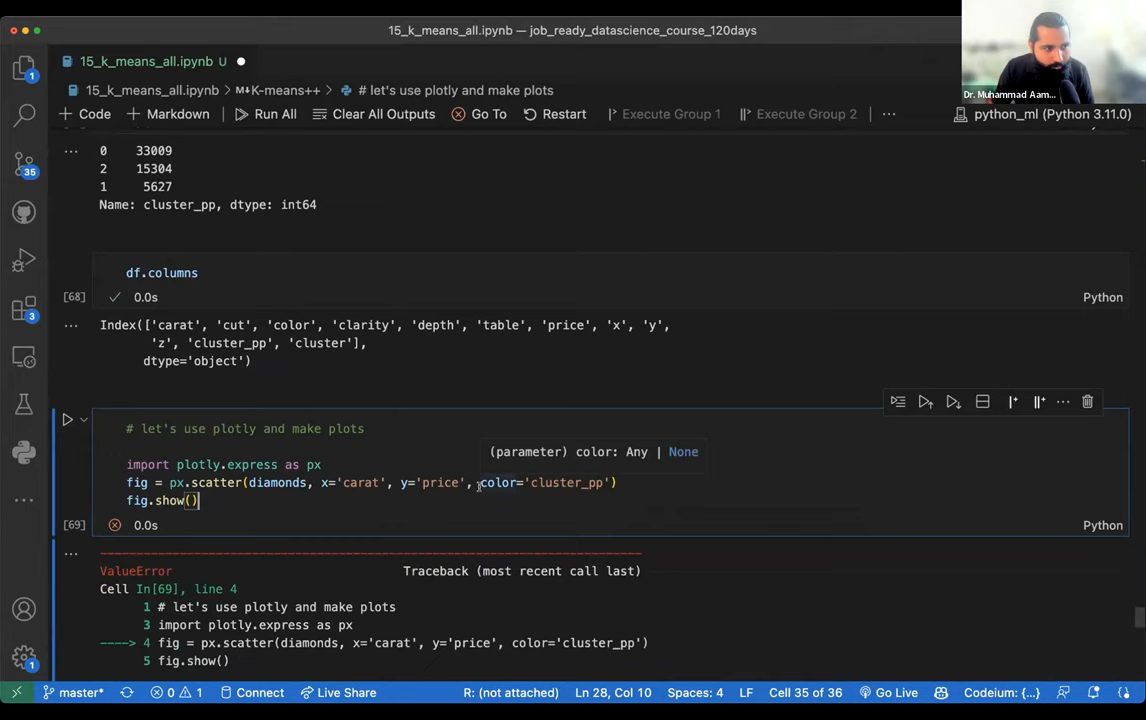 15_k_means_all.ipynb — job_ready_datascience_course_120days
Dr. Muhammad Aam...
15_k_means_all.ipynb U
15_k_means_all.ipynb > M↓K-means++ > # let's use plotly and make plots
+ Code + Markdown Run All Clear All Outputs Go To Restart Execute Group 1 Execute Group 2 ... python_ml (Python 3.11.0)
0 33009
2 15304
1 5627
Name: cluster_pp, dtype: int64
df.columns
[68] 0.0s Python
Index(['carat', 'cut', 'color', 'clarity', 'depth', 'table', 'price', 'x', 'y',
'z', 'cluster_pp', 'cluster'],
dtype='object')
# let's use plotly and make plots
(parameter) color: Any | None
import plotly.express as px
fig = px.scatter(diamonds, x='carat', y='price', color='cluster_pp')
fig.show()
[69] 0.0s Python
ValueError Traceback (most recent call last)
Cell In[69], line 4
1 # let's use plotly and make plots
3 import plotly.express as px
----> 4 fig = px.scatter(diamonds, x='carat', y='price', color='cluster_pp')
5 fig.show()
1
35
3
1
master* 0 1 Connect Live Share R: (not attached) Ln 28, Col 10 Spaces: 4 LF Cell 35 of 36 Go Live Codeium: {...}